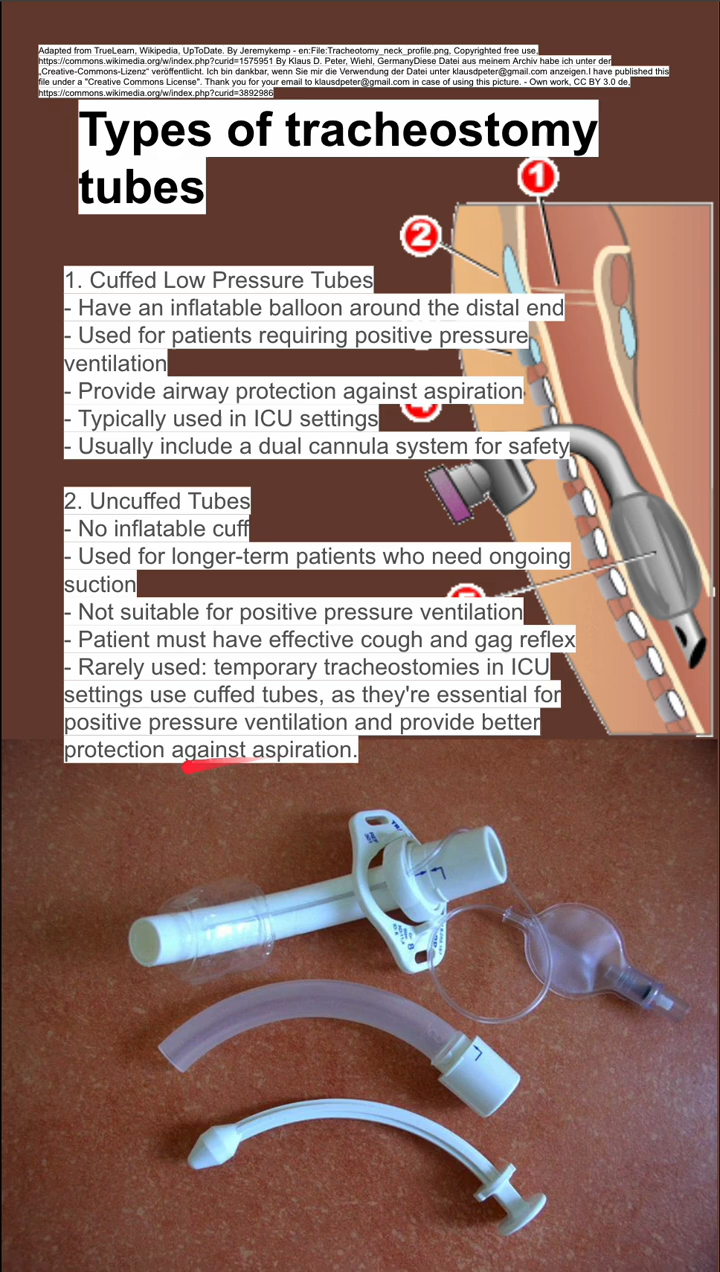 Adapted from TrueLearn, Wikipedia, UpToDate. By Jeremykemp - en:File:Tracheotomy_neck_profile.png, Copyrighted free use,
https://commons.wikimedia.org/w/index.php?curid=1575951 By Klaus D. Peter, Wiehl, GermanyDiese Datei aus meinem Archiv habe ich unter der
„Creative-Commons-Lizenz“ veröffentlicht. Ich bin dankbar, wenn Sie mir die Verwendung der Datei unter klausdpeter@gmail.com anzeigen.I have published this
file under a "Creative Commons License". Thank you for your email to klausdpeter@gmail.com in case of using this picture. - Own work, CC BY 3.0 de,
https://commons.wikimedia.org/w/index.php?curid=3892986
Types of tracheostomy
tubes
1
2
1. Cuffed Low Pressure Tubes
- Have an inflatable balloon around the distal end
- Used for patients requiring positive pressure
ventilation
- Provide airway protection against aspiration
- Typically used in ICU settings
- Usually include a dual cannula system for safety
2. Uncuffed Tubes
- No inflatable cuff
- Used for longer-term patients who need ongoing
suction
- Not suitable for positive pressure ventilation
- Patient must have effective cough and gag reflex
- Rarely used: temporary tracheostomies in ICU
settings use cuffed tubes, as they're essential for
positive pressure ventilation and provide better
protection against aspiration.
8